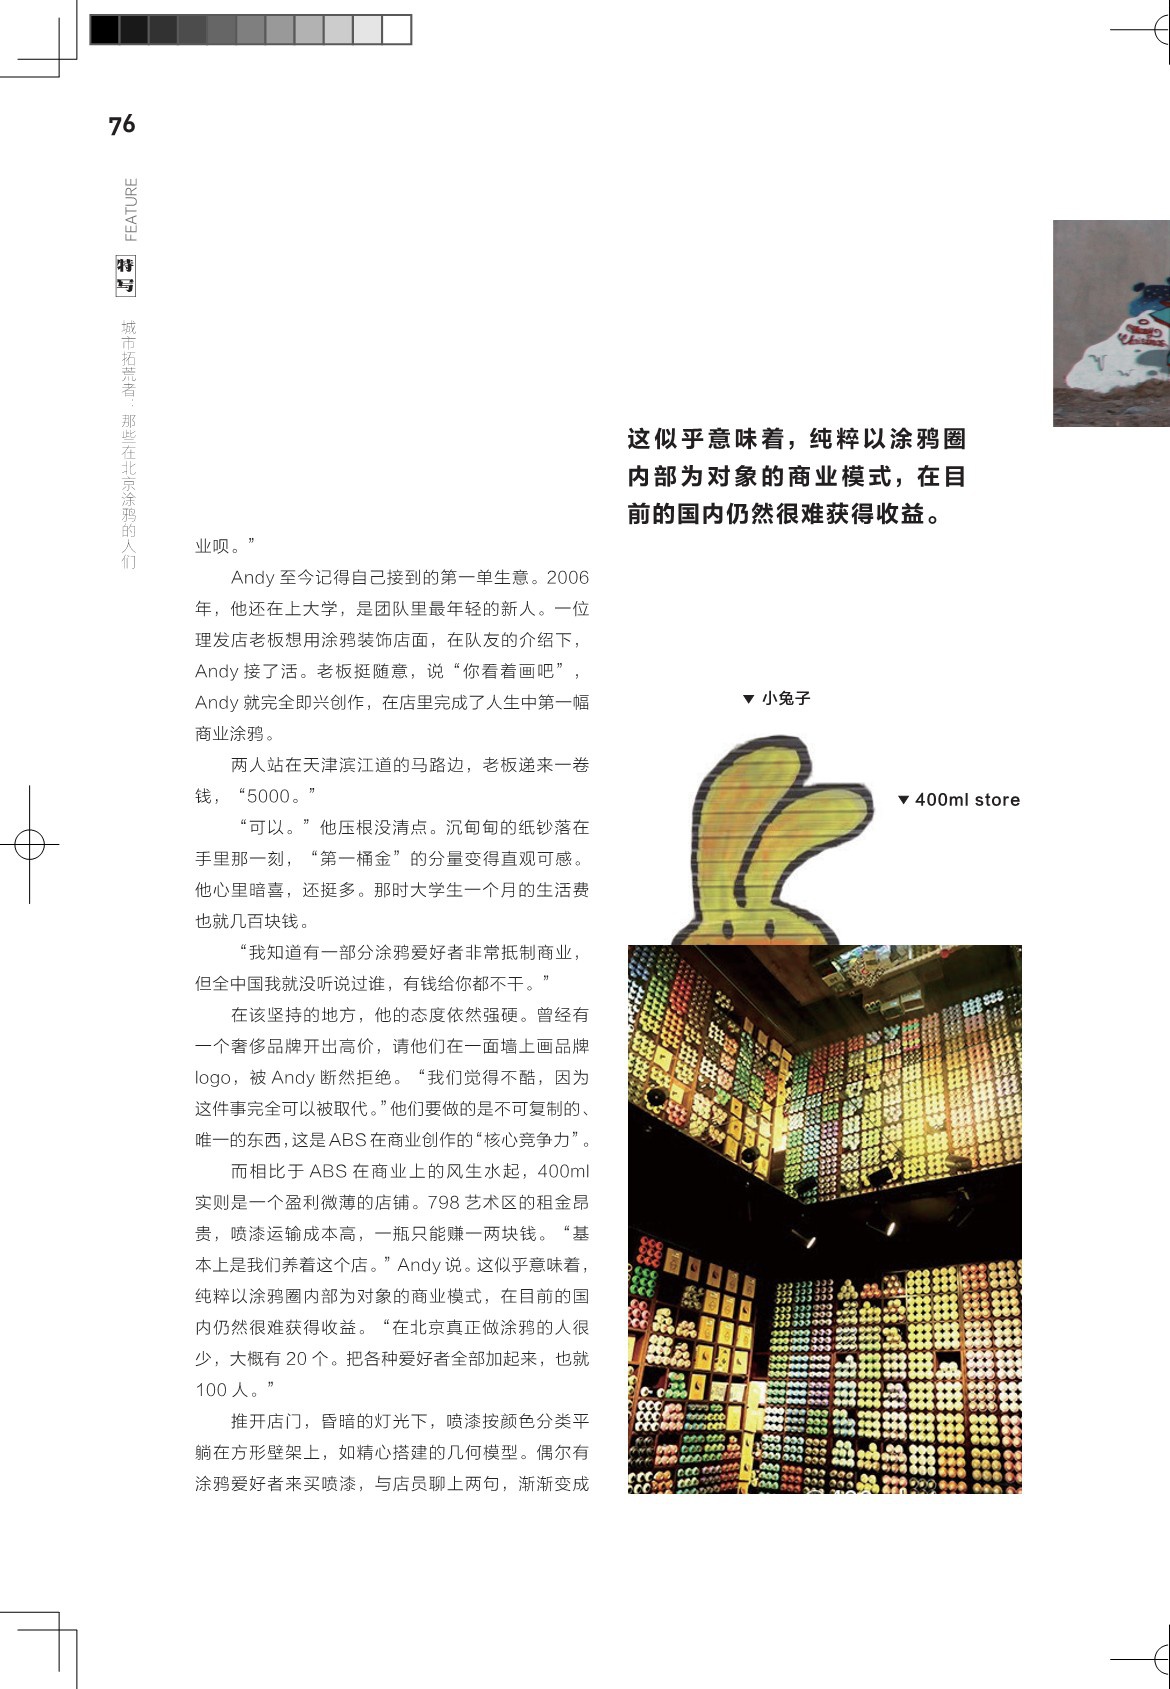 76
FEATURE
特写
城市拓荒者：那些在北京涂鸦的人们
这似乎意味着，纯粹以涂鸦圈
内部为对象的商业模式，在目
前的国内仍然很难获得收益。
业呗。”
Andy 至今记得自己接到的第一单生意。2006
年，他还在上大学，是团队里最年轻的新人。一位
理发店老板想用涂鸦装饰店面，在队友的介绍下，
Andy 接了活。老板挺随意，说“你看着画吧”，
Andy 就完全即兴创作，在店里完成了人生中第一幅
商业涂鸦。
两人站在天津滨江道的马路边，老板递来一卷
钱，“5000。”
“可以。”他压根没清点。沉甸甸的纸钞落在
手里那一刻，“第一桶金”的分量变得直观可感。
他心里暗喜，还挺多。那时大学生一个月的生活费
也就几百块钱。
“我知道有一部分涂鸦爱好者非常抵制商业，
但全中国我就没听说过谁，有钱给你都不干。”
在该坚持的地方，他的态度依然强硬。曾经有
一个奢侈品牌开出高价，请他们在一面墙上画品牌
logo，被 Andy 断然拒绝。“我们觉得不酷，因为
这件事完全可以被取代。”他们要做的是不可复制的、
唯一的东西，这是 ABS 在商业创作的“核心竞争力”。
而相比于 ABS 在商业上的风生水起，400ml
实则是一个盈利微薄的店铺。798 艺术区的租金昂
贵，喷漆运输成本高，一瓶只能赚一两块钱。“基
本上是我们养着这个店。”Andy 说。这似乎意味着，
纯粹以涂鸦圈内部为对象的商业模式，在目前的国
内仍然很难获得收益。“在北京真正做涂鸦的人很
少，大概有 20 个。把各种爱好者全部加起来，也就
100 人。”
推开店门，昏暗的灯光下，喷漆按颜色分类平
躺在方形壁架上，如精心搭建的几何模型。偶尔有
涂鸦爱好者来买喷漆，与店员聊上两句，渐渐变成
▼ 小兔子
▼ 400ml store